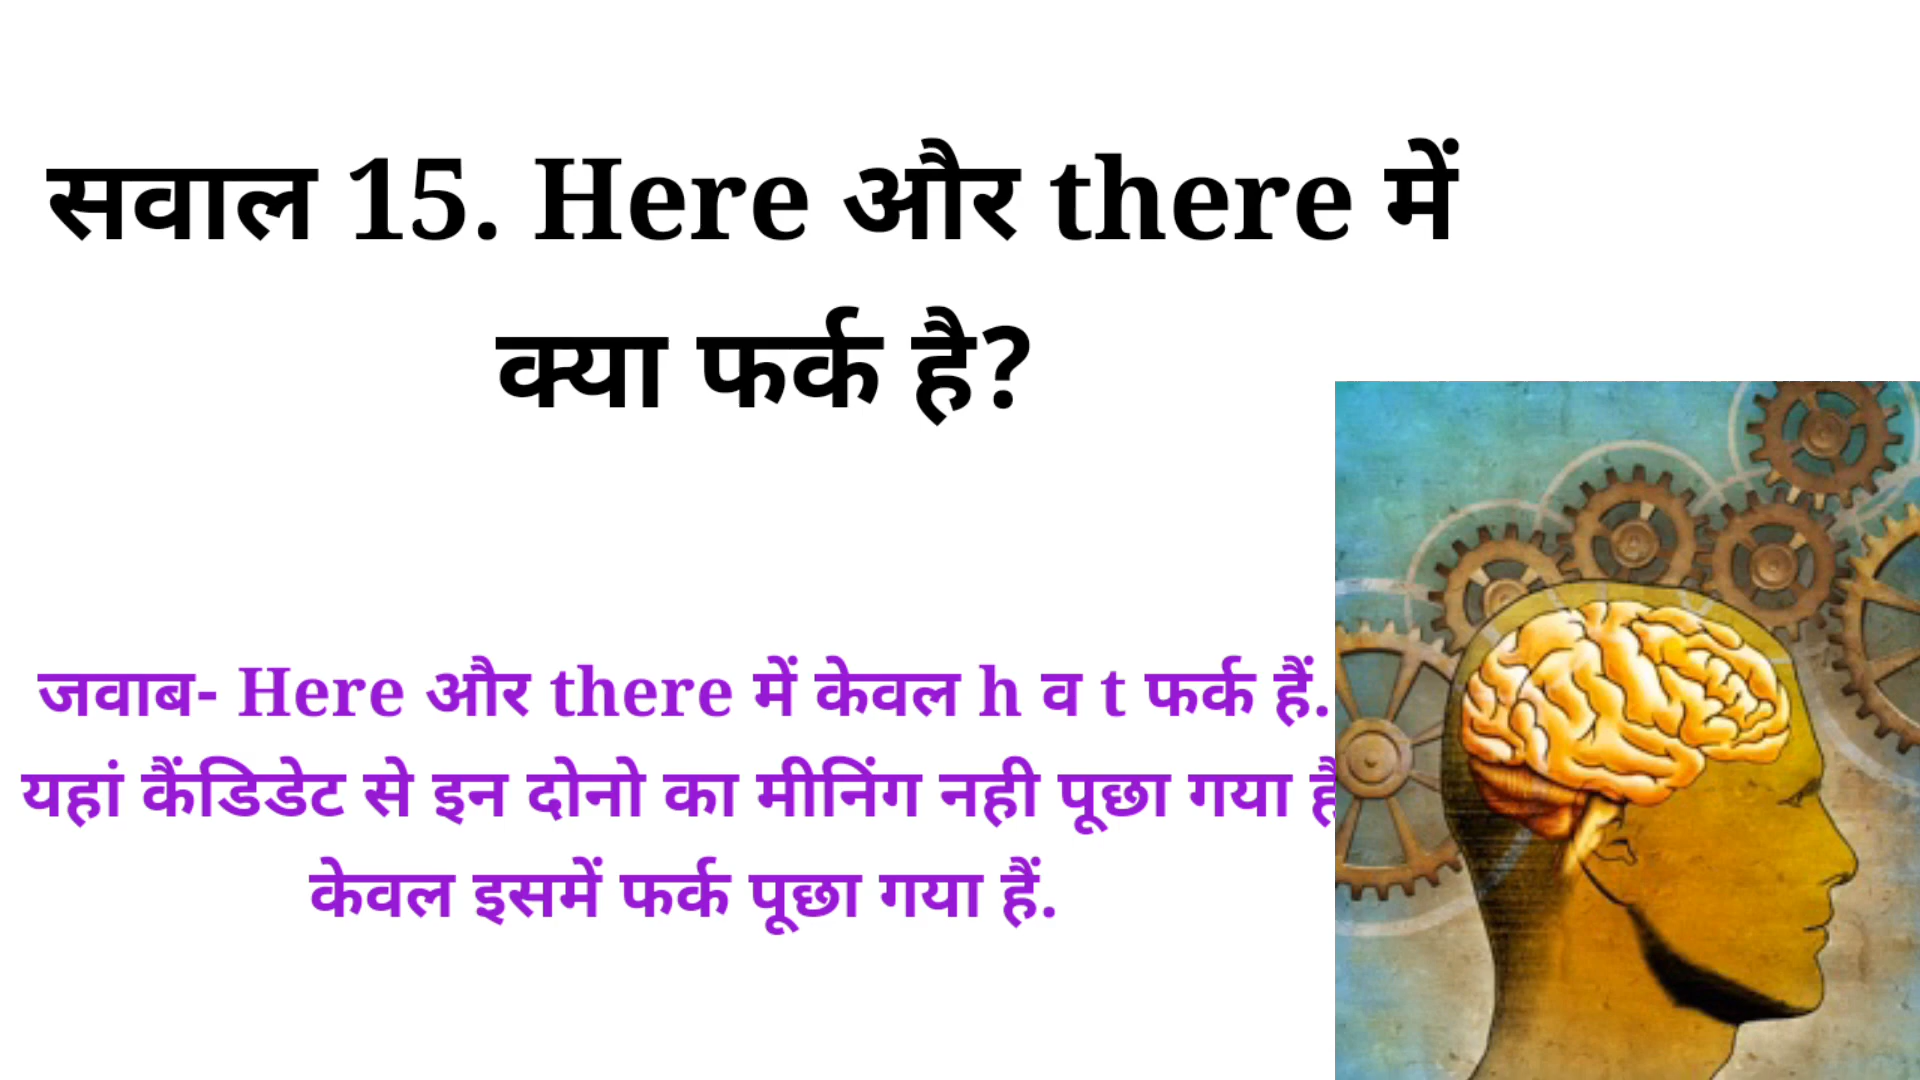 सवाल 15. Here और there में
क्या फर्क है?
जवाब- Here और there में केवल h व t फर्क हैं.
यहां कैंडिडेट से इन दोनो का मीनिंग नही पूछा गया
केवल इसमें फर्क पूछा गया हैं.